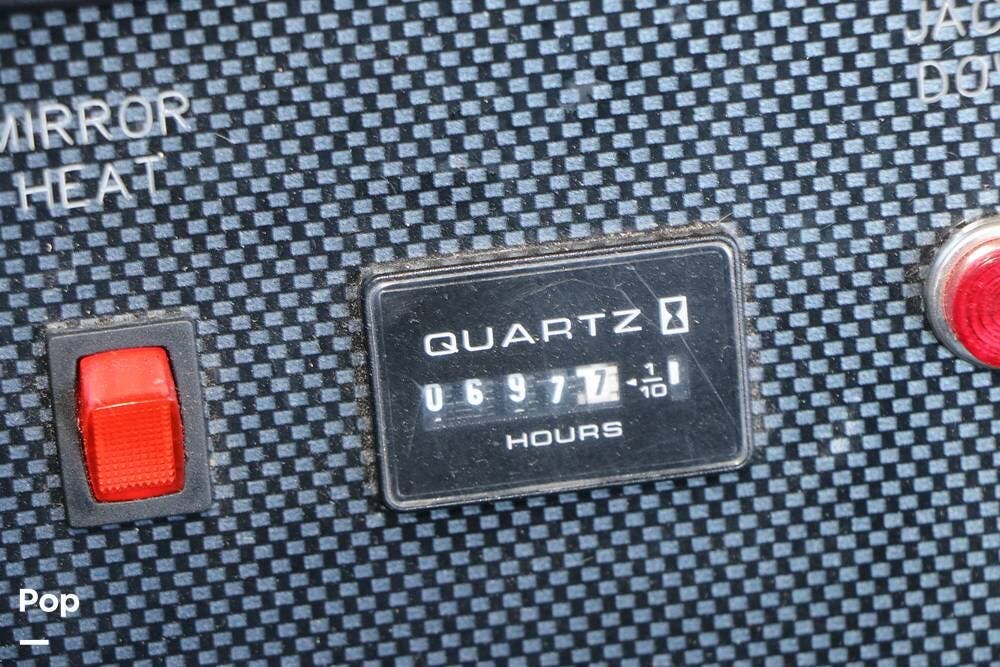 MIRROR
HEAT
QUARTZ
0 6 9 7 7 1/10
HOURS
Pop